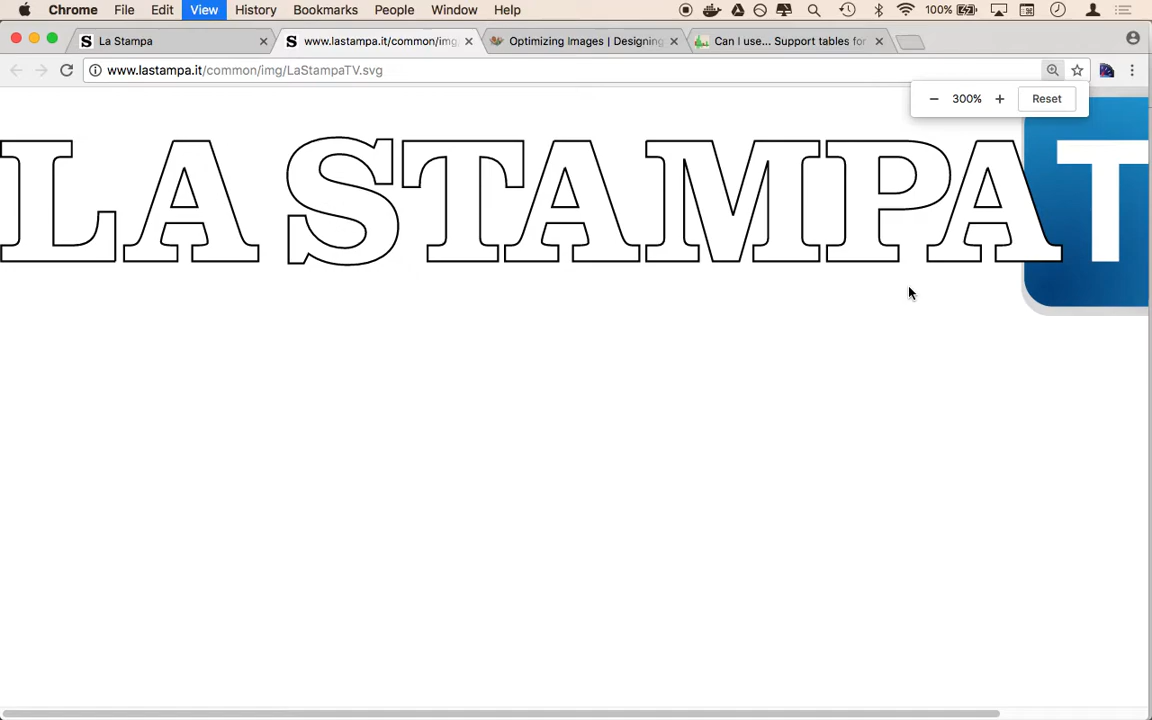 Chrome File Edit View History Bookmarks People Window Help 100%
La Stampa www.lastampa.it/common/img Optimizing Images | Designing Can I use... Support tables for
www.lastampa.it/common/img/LaStampaTV.svg
− 300% + Reset
LA STAMPA T